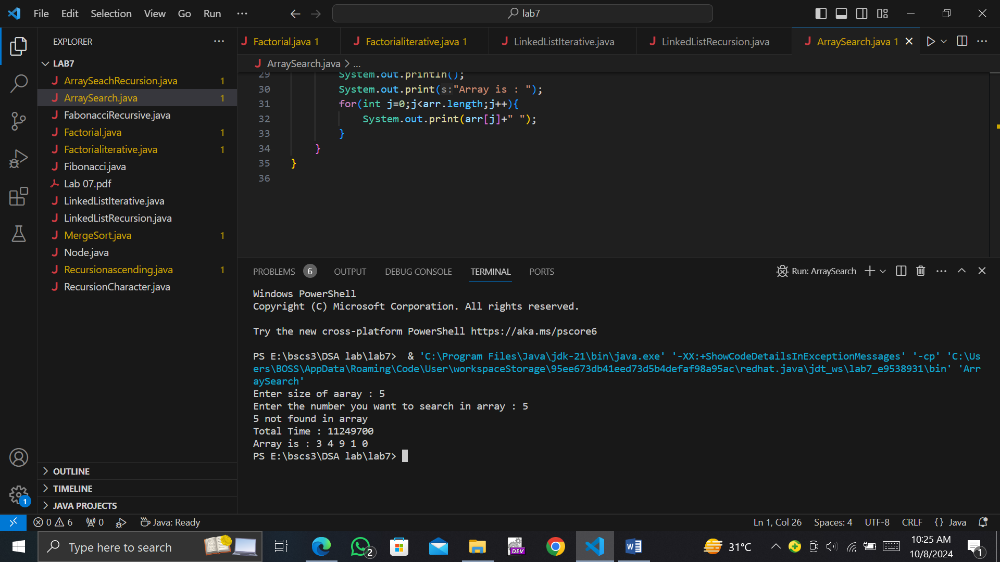 File Edit Selection View Go Run ...
lab7
EXPLORER
LAB7
ArraySeachRecursion.java 1
ArraySearch.java 1
FabonacciRecursive.java
Factorial.java 1
Factorialiterative.java 1
Fibonacci.java
Lab 07.pdf
LinkedListIterative.java
LinkedListRecursion.java
MergeSort.java 1
Node.java
Recursionascending.java 1
RecursionCharacter.java
OUTLINE
TIMELINE
JAVA PROJECTS
1
Factorial.java 1
Factorialiterative.java 1
LinkedListIterative.java
LinkedListRecursion.java
ArraySearch.java 1
ArraySearch.java > ...
29 System.out.println();
30 System.out.print(s:"Array is : ");
31 for(int j=0;j<arr.length;j++){
32 System.out.print(arr[j]+" ");
33 }
34 }
35 }
36
PROBLEMS 6 OUTPUT DEBUG CONSOLE TERMINAL PORTS
Run: ArraySearch
Windows PowerShell
Copyright (C) Microsoft Corporation. All rights reserved.
Try the new cross-platform PowerShell https://aka.ms/pscore6
PS E:\bscs3\DSA lab\lab7>  & 'C:\Program Files\Java\jdk-21\bin\java.exe' '-XX:+ShowCodeDetailsInExceptionMessages' '-cp' 'C:\Us
ers\BOSS\AppData\Roaming\Code\User\workspaceStorage\95ee673db41eed73d5b4defaf98a95ac\redhat.java\jdt_ws\lab7_e9538931\bin' 'Arr
aySearch'
Enter size of aaray : 5
Enter the number you want to search in array : 5
5 not found in array
Total Time : 11249700
Array is : 3 4 9 1 0
PS E:\bscs3\DSA lab\lab7>
0 6 0 Java: Ready
Ln 1, Col 26 Spaces: 4 UTF-8 CRLF {} Java
Type here to search
2
DEV
31°C
10:25 AM
10/8/2024
1